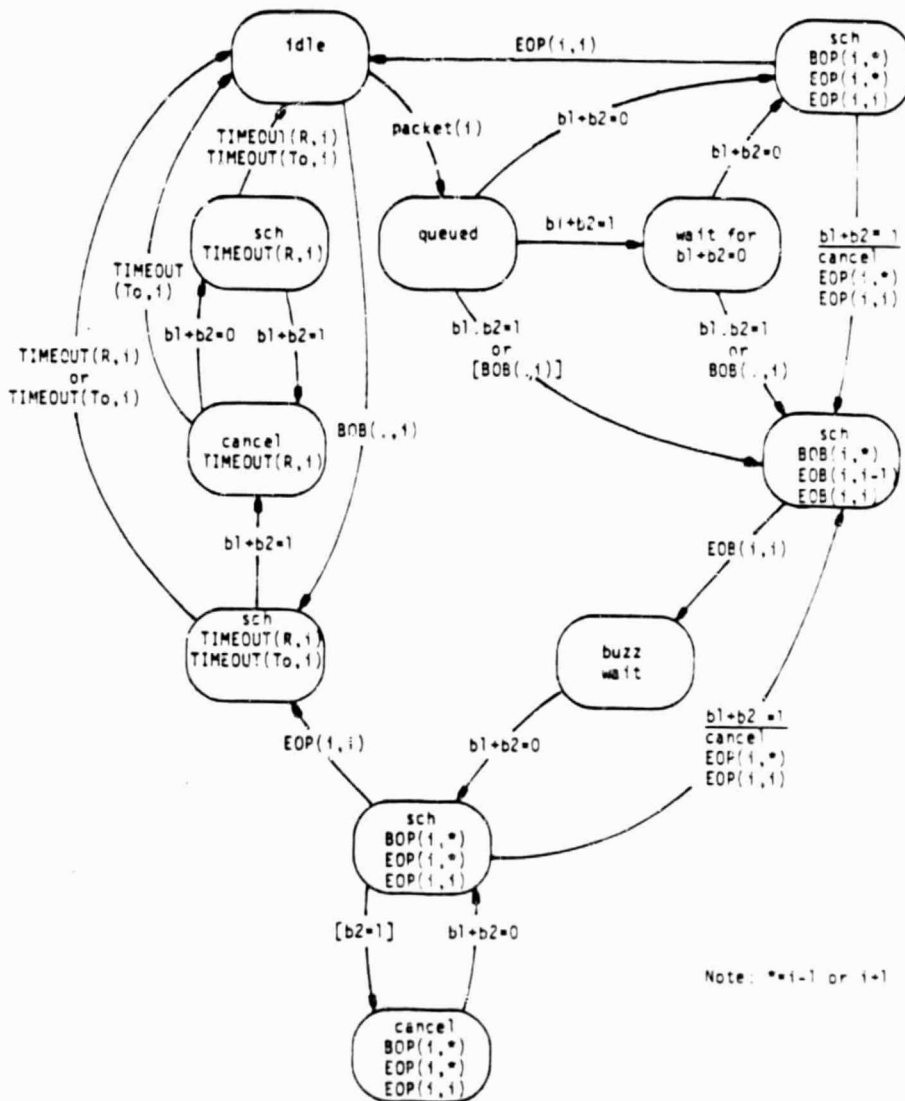 idle
EOP(i,i)
sch
BOP(i,*)
EOP(i,*)
EOP(i,i)
packet(i)
b1+b2=0
TIMEOUT(R,i)
TIMEOUT(To,i)
b1+b2=0
sch
TIMEOUT(R,i)
queued
b1+b2=1
wait for
b1+b2=0
b1+b2=1
cancel
EOP(i,*)
EOP(i,i)
TIMEOUT
(To,i)
b1+b2=0
b1+b2=1
b1.b2=1
or
[BOB(.,i)]
b1.b2=1
or
BOB(.,i)
TIMEOUT(R,i)
or
TIMEOUT(To,i)
cancel
TIMEOUT(R,i)
BOB(.,i)
sch
BOB(i,*)
EOB(i,i-1)
EOB(i,i)
b1+b2=1
EOB(i,i)
sch
TIMEOUT(R,i)
TIMEOUT(To,i)
buzz
wait
EOP(i,i)
b1+b2=0
b1+b2=1
cancel
EOP(i,*)
EOP(i,i)
sch
BOP(i,*)
EOP(i,*)
EOP(i,i)
[b2=1]
b1+b2=0
Note: *=i-1 or i+1
cancel
BOP(i,*)
EOP(i,*)
EOP(i,i)